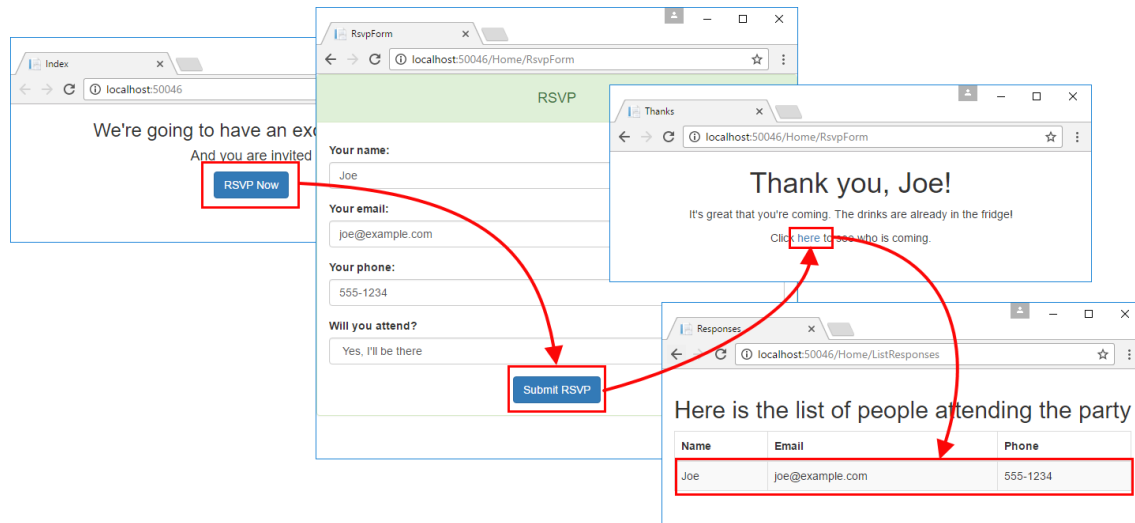 Index
localhost:50046
We're going to have an exc
And you are invited
RSVP Now
RsvpForm
localhost:50046/Home/RsvpForm
RSVP
Your name:
Joe
Your email:
joe@example.com
Your phone:
555-1234
Will you attend?
Yes, I'll be there
Submit RSVP
Thanks
localhost:50046/Home/RsvpForm
Thank you, Joe!
It's great that you're coming. The drinks are already in the fridge!
Click here to see who is coming.
Responses
localhost:50046/Home/ListResponses
Here is the list of people attending the party
Name Email Phone
Joe joe@example.com 555-1234